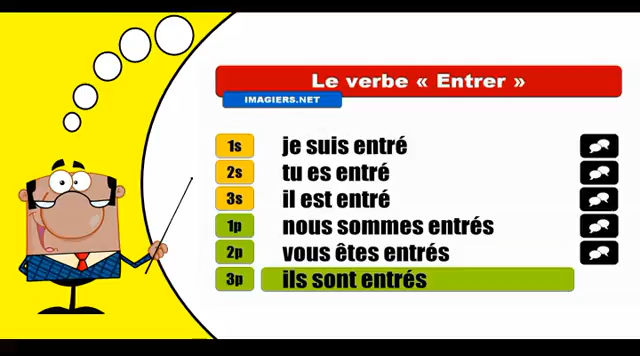 Le verbe « Entrer »
IMAGIERS.NET
1s je suis entré
2s tu es entré
3s il est entré
1p nous sommes entrés
2p vous êtes entrés
3p ils sont entrés